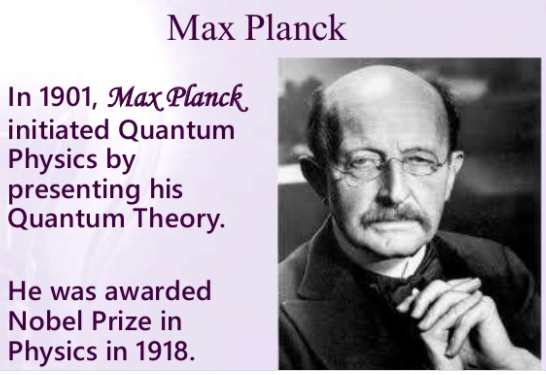 Max Planck
In 1901, Max Planck
initiated Quantum
Physics by
presenting his
Quantum Theory.
He was awarded
Nobel Prize in
Physics in 1918.